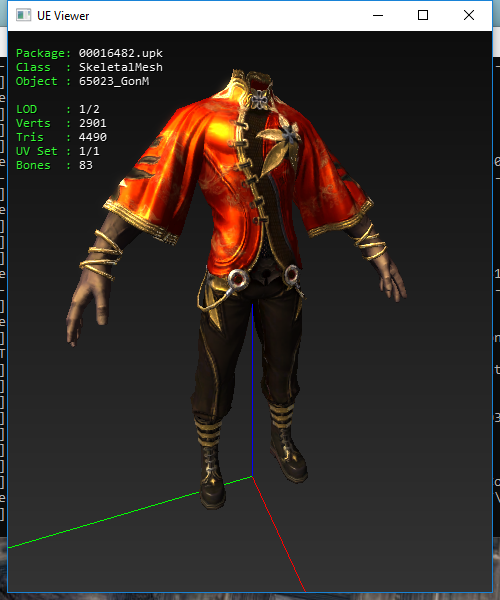 UE Viewer
Package: 00016482.upk
Class : SkeletalMesh
Object : 65023_GonM
LOD : 1/2
Verts : 2901
Tris : 4490
UV Set : 1/1
Bones : 83